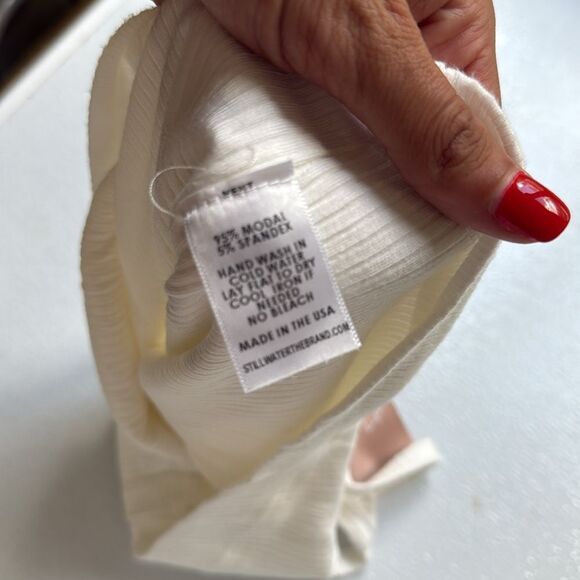 95% MODAL
5% SPANDEX
HAND WASH IN
COLD WATER
LAY FLAT TO DRY
COOL IRON IF
NEEDED
NO BLEACH
MADE IN THE USA
STILLWATERTHEBRAND.COM